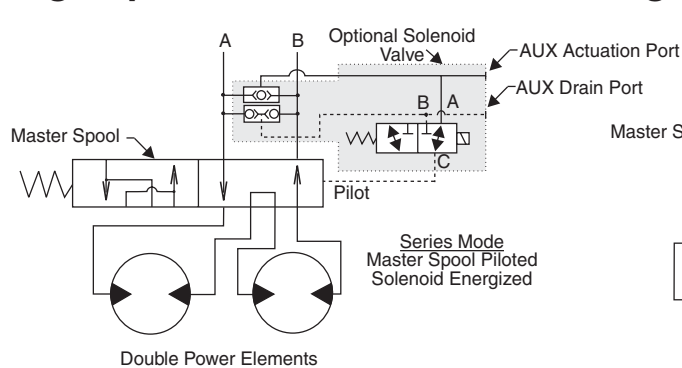 A
B
Optional Solenoid
Valve
AUX Actuation Port
AUX Drain Port
B A
C
Master Spool
Master S
Pilot
Series Mode
Master Spool Piloted
Solenoid Energized
Double Power Elements